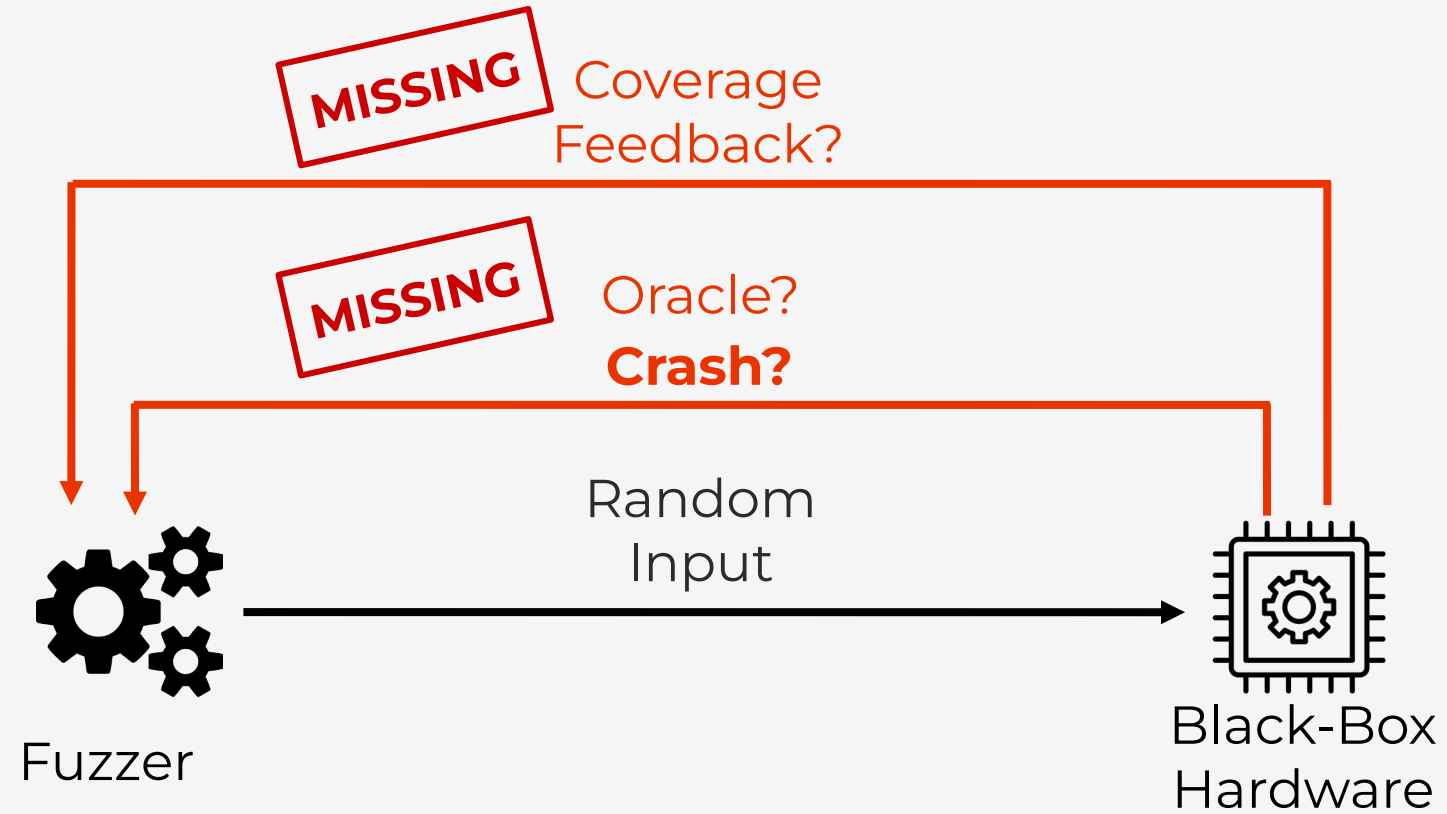 MISSING
Coverage
Feedback?
MISSING
Oracle?
Crash?
Random
Input
Fuzzer
Black-Box
Hardware